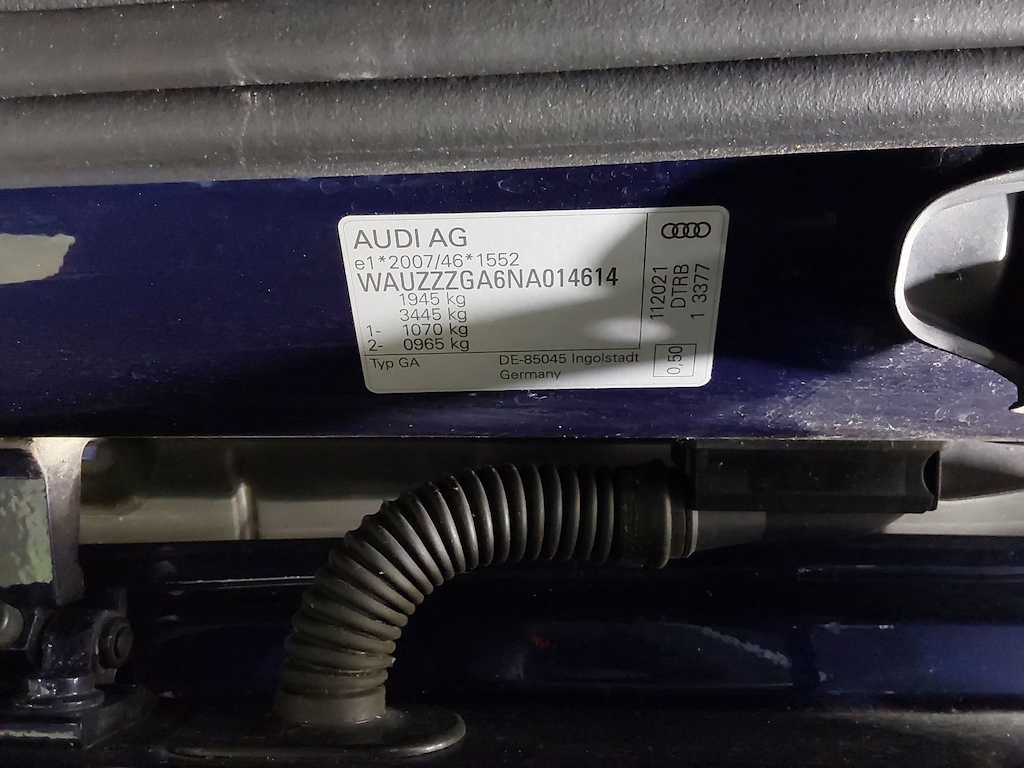 AUDI AG
e1*2007/46*1552
WAUZZZGA6NA014614
1945 kg
3445 kg
1- 1070 kg
2- 0965 kg
Typ GA
DE-85045 Ingolstadt
Germany
112021
DTRB
1 3377
0,50